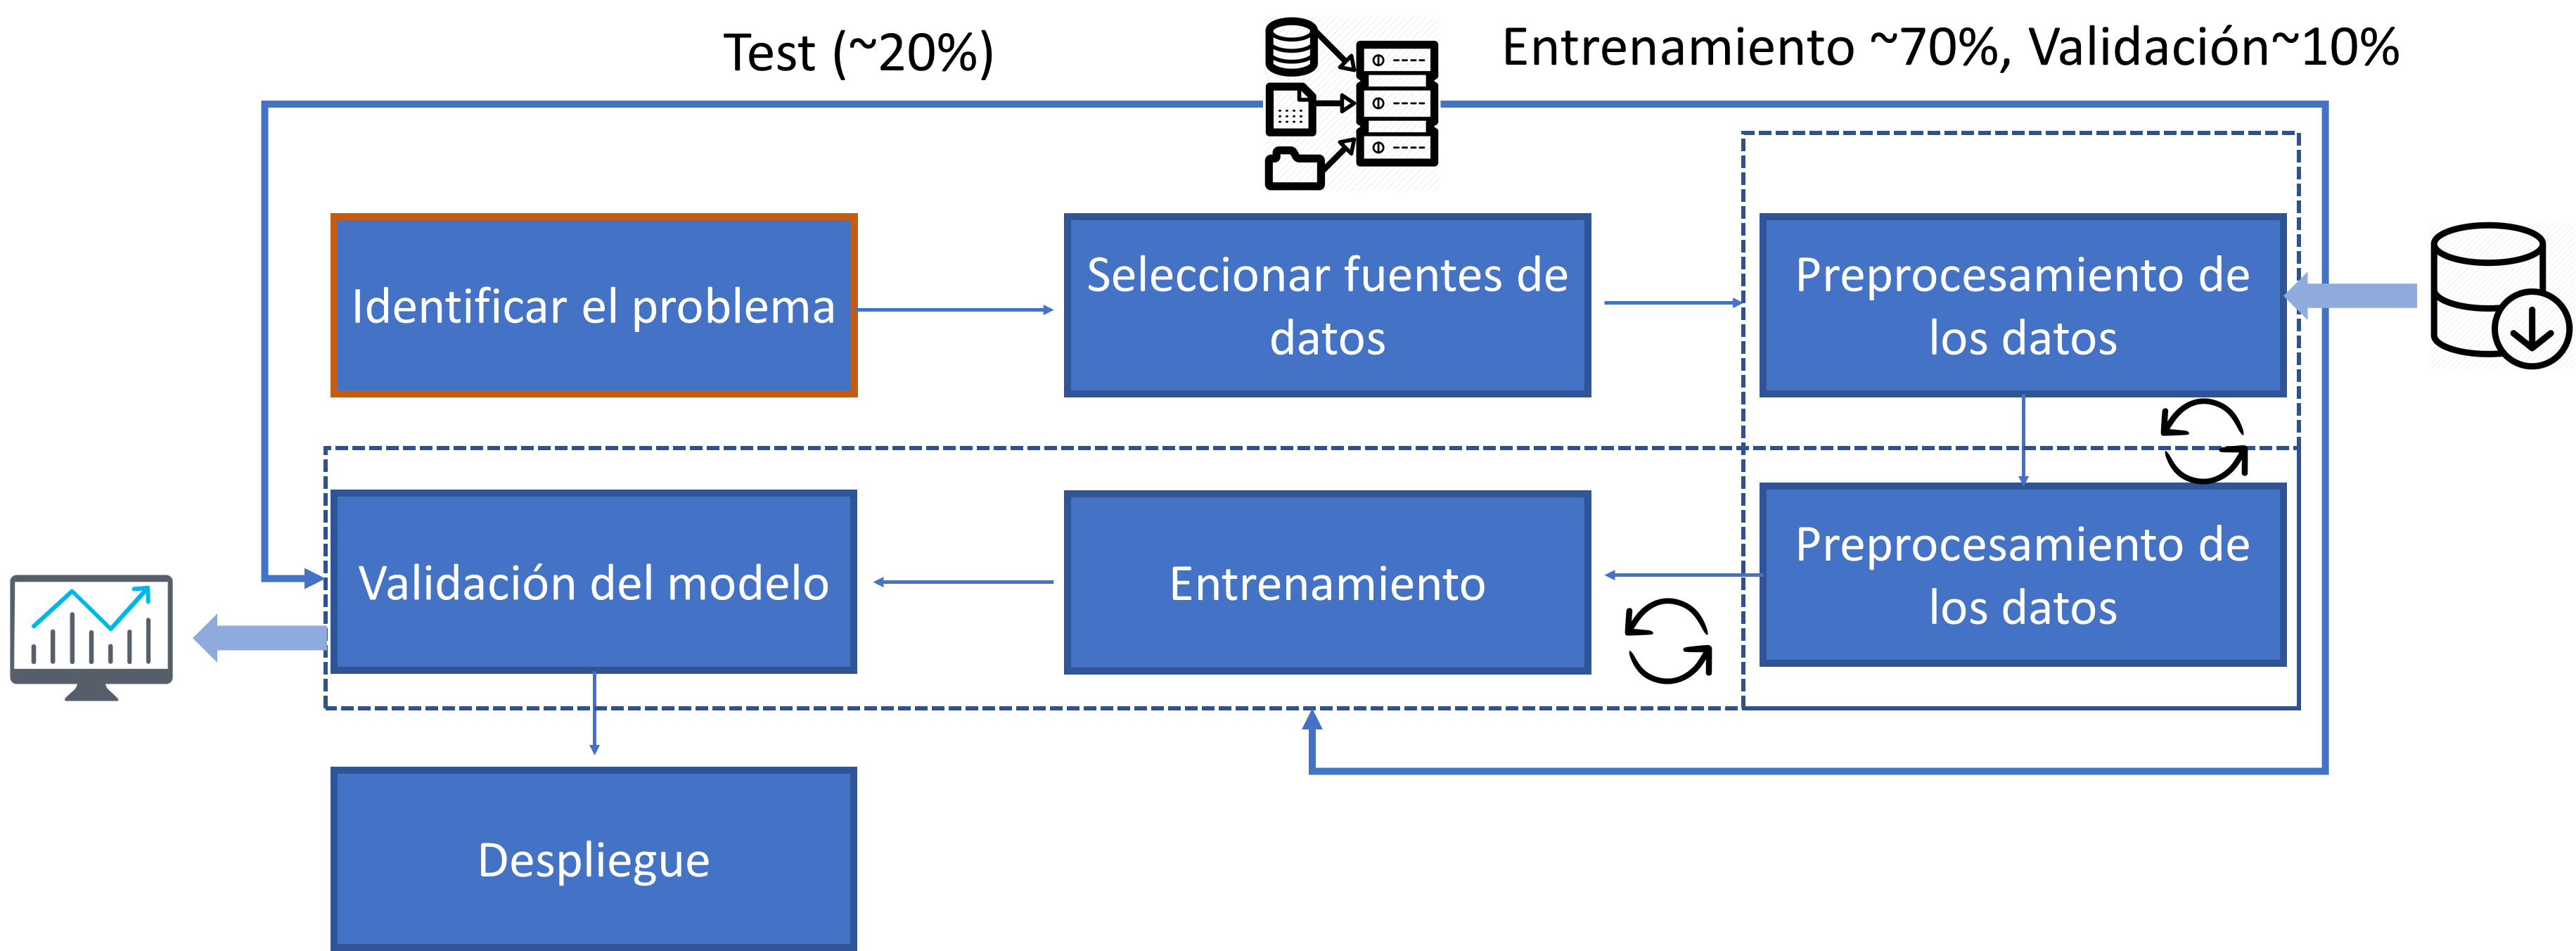 Test (~20%)
Entrenamiento ~70%, Validación~10%
Identificar el problema
Seleccionar fuentes de
datos
Preprocesamiento de
los datos
Validación del modelo
Entrenamiento
Preprocesamiento de
los datos
Despliegue